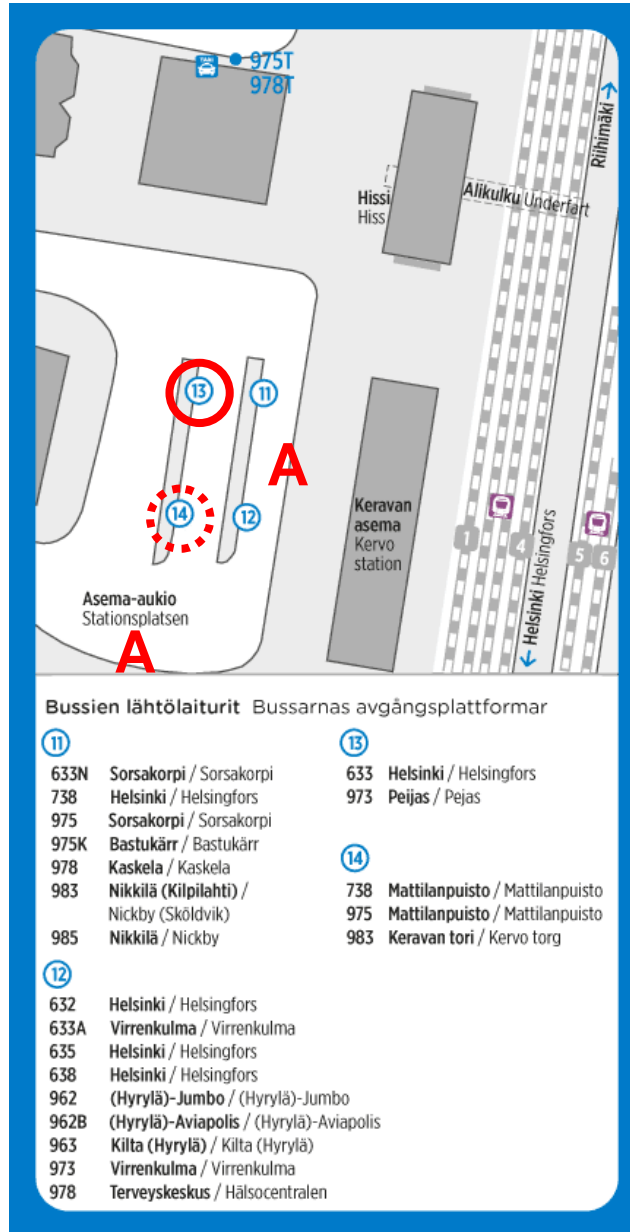 TAXI
975T
978T
Riihimäki
Hissi
Hiss
Alikulku Underfart
13
11
A
14
12
Keravan
asema
Kervo
station
1
4
5
6
Helsinki Helsingfors
Asema-aukio
Stationsplatsen
A
Bussien lähtölaiturit Bussarnas avgångsplattformar
11
633N Sorsakorpi / Sorsakorpi
738 Helsinki / Helsingfors
975 Sorsakorpi / Sorsakorpi
975K Bastukärr / Bastukärr
978 Kaskela / Kaskela
983 Nikkilä (Kilpilahti) /
Nickby (Sköldvik)
985 Nikkilä / Nickby
12
632 Helsinki / Helsingfors
633A Virrenkulma / Virrenkulma
635 Helsinki / Helsingfors
638 Helsinki / Helsingfors
962 (Hyrylä)-Jumbo / (Hyrylä)-Jumbo
962B (Hyrylä)-Aviapolis / (Hyrylä)-Aviapolis
963 Kilta (Hyrylä) / Kilta (Hyrylä)
973 Virrenkulma / Virrenkulma
978 Terveyskeskus / Hälsocentralen
13
633 Helsinki / Helsingfors
973 Peijas / Pejas
14
738 Mattilanpuisto / Mattilanpuisto
975 Mattilanpuisto / Mattilanpuisto
983 Keravan tori / Kervo torg